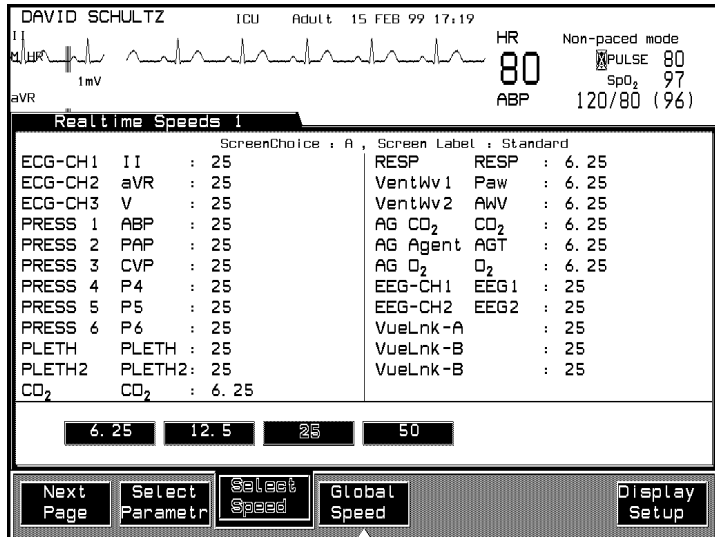 DAVID SCHULTZ ICU Adult 15 FEB 99 17:19
II
M HR
1mV
aVR
HR
80
ABP
Non-paced mode
PULSE 80
SpO₂ 97
120/80 (96)
Realtime Speeds 1
ScreenChoice : A , Screen Label : Standard
ECG-CH1 II : 25
ECG-CH2 aVR : 25
ECG-CH3 V : 25
PRESS 1 ABP : 25
PRESS 2 PAP : 25
PRESS 3 CVP : 25
PRESS 4 P4 : 25
PRESS 5 P5 : 25
PRESS 6 P6 : 25
PLETH PLETH : 25
PLETH2 PLETH2: 25
CO₂ CO₂ : 6.25
RESP RESP : 6.25
VentWv1 Paw : 6.25
VentWv2 AWV : 6.25
AG CO₂ CO₂ : 6.25
AG Agent AGT : 6.25
AG O₂ O₂ : 6.25
EEG-CH1 EEG1 : 25
EEG-CH2 EEG2 : 25
VueLnk-A : 25
VueLnk-B : 25
VueLnk-B : 25
6.25 12.5 25 50
Next Page
Select Parametr
Select Speed
Global Speed
Display Setup